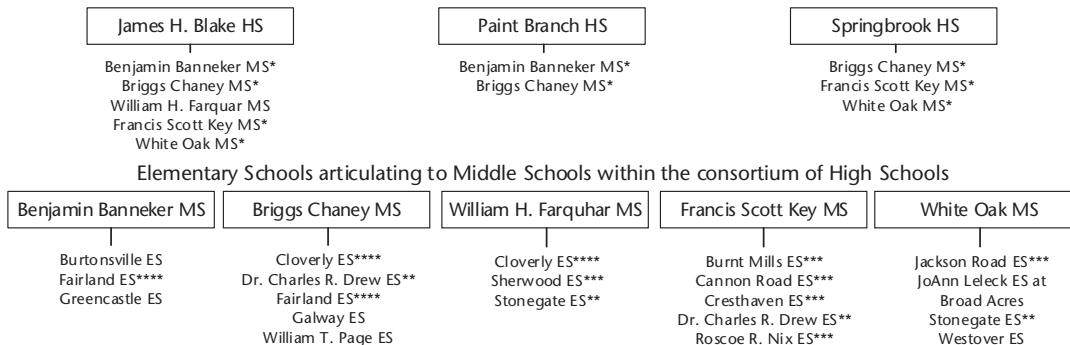 James H. Blake HS
Paint Branch HS
Springbrook HS
Benjamin Banneker MS*
Briggs Chaney MS*
William H. Farquar MS
Francis Scott Key MS*
White Oak MS*
Benjamin Banneker MS*
Briggs Chaney MS*
Briggs Chaney MS*
Francis Scott Key MS*
White Oak MS*
Elementary Schools articulating to Middle Schools within the consortium of High Schools
Benjamin Banneker MS
Briggs Chaney MS
William H. Farquhar MS
Francis Scott Key MS
White Oak MS
Burtonsville ES
Fairland ES****
Greencastle ES
Cloverly ES****
Dr. Charles R. Drew ES**
Fairland ES****
Galway ES
William T. Page ES
Cloverly ES****
Sherwood ES***
Stonegate ES**
Burnt Mills ES***
Cannon Road ES***
Cresthaven ES***
Dr. Charles R. Drew ES**
Roscoe R. Nix ES***
Jackson Road ES***
JoAnn Leleck ES at
Broad Acres
Stonegate ES**
Westover ES